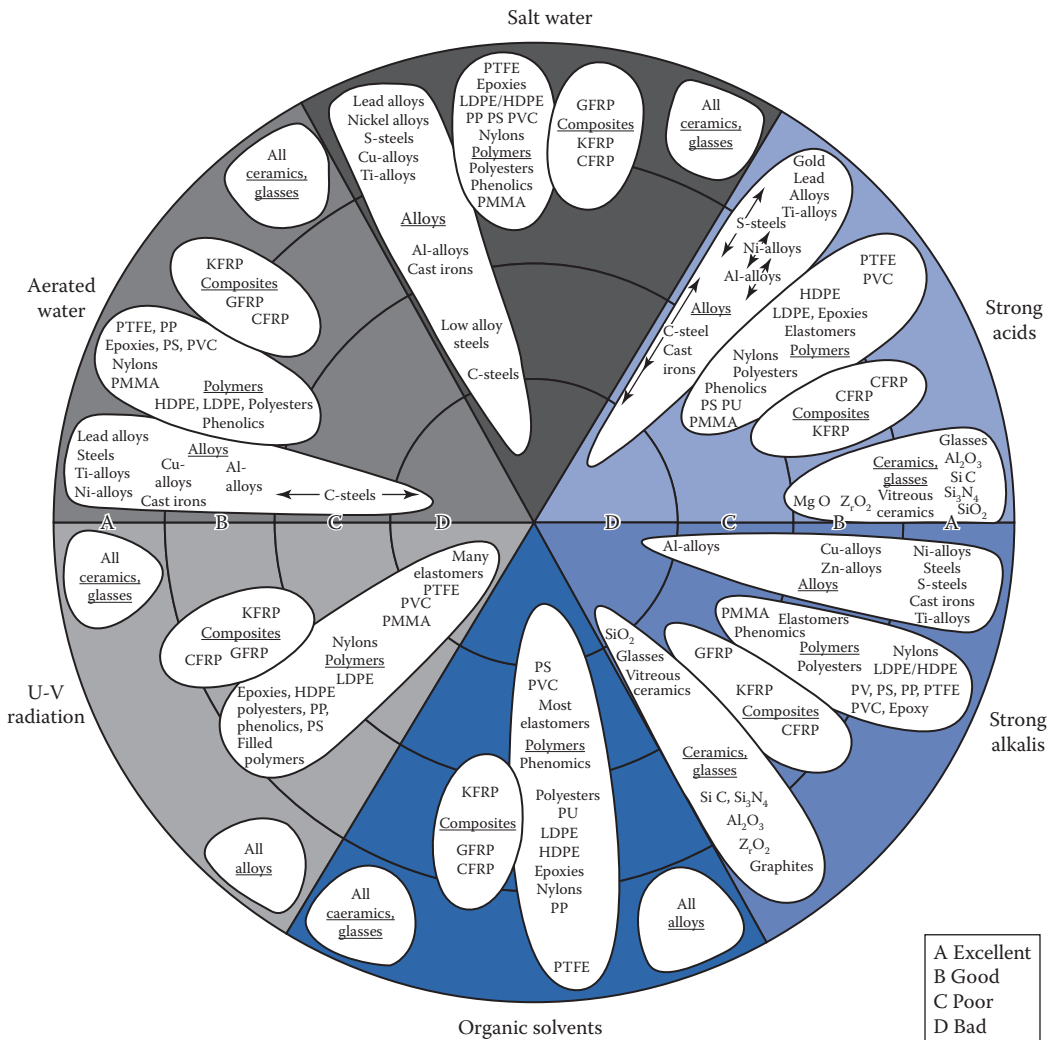 Salt water
Lead alloys
Nickel alloys
S-steels
Cu-alloys
Ti-alloys
Alloys
Al-alloys
Cast irons
Low alloy
steels
C-steels
PTFE
Epoxies
LDPE/HDPE
PP PS PVC
Nylons
Polymers
Polyesters
Phenolics
PMMA
GFRP
Composites
KFRP
CFRP
All
ceramics,
glasses
Strong
acids
Gold
Lead
Alloys
Ti-alloys
S-steels
Ni-alloys
Al-alloys
Alloys
C-steel
Cast
irons
PTFE
PVC
HDPE
LDPE, Epoxies
Elastomers
Polymers
Nylons
Polyesters
Phenolics
PS PU
PMMA
CFRP
CFRP
Composites
KFRP
Glasses
Al2O3
Si C
Si3N4
SiO2
Ceramics,
glasses
Vitreous
ceramics
Mg O ZrO2
Aerated
water
All
ceramics,
glasses
KFRP
Composites
GFRP
CFRP
PTFE, PP
Epoxies, PS, PVC
Nylons
PMMA
Polymers
HDPE, LDPE, Polyesters
Phenolics
Lead alloys
Steels
Ti-alloys
Ni-alloys
Alloys
Cu-
alloys
Cast irons
Al-
alloys
C-steels
A B C D D C B A
U-V
radiation
All
ceramics,
glasses
KFRP
Composites
CFRP GFRP
Many
elastomers
PTFE
PVC
PMMA
Nylons
Polymers
LDPE
Epoxies, HDPE
polyesters, PP,
phenolics, PS
Filled
polymers
All
alloys
Organic solvents
All
caeramics,
glasses
KFRP
Composites
GFRP
CFRP
PS
PVC
Most
elastomers
Polymers
Phenomics
Polyesters
PU
LDPE
HDPE
Epoxies
Nylons
PP
PTFE
All
alloys
Strong
alkalis
Al-alloys
Cu-alloys
Zn-alloys
Alloys
Ni-alloys
Steels
S-steels
Cast irons
Ti-alloys
PMMA
Elastomers
Phenomics
Polymers
Polyesters
Nylons
LDPE/HDPE
PV, PS, PP, PTFE
PVC, Epoxy
GFRP
KFRP
Composites
CFRP
SiO2
Glasses
Vitreous
ceramics
Ceramics,
glasses
Si C, Si3N4
Al2O3
ZrO2
Graphites
A Excellent
B Good
C Poor
D Bad